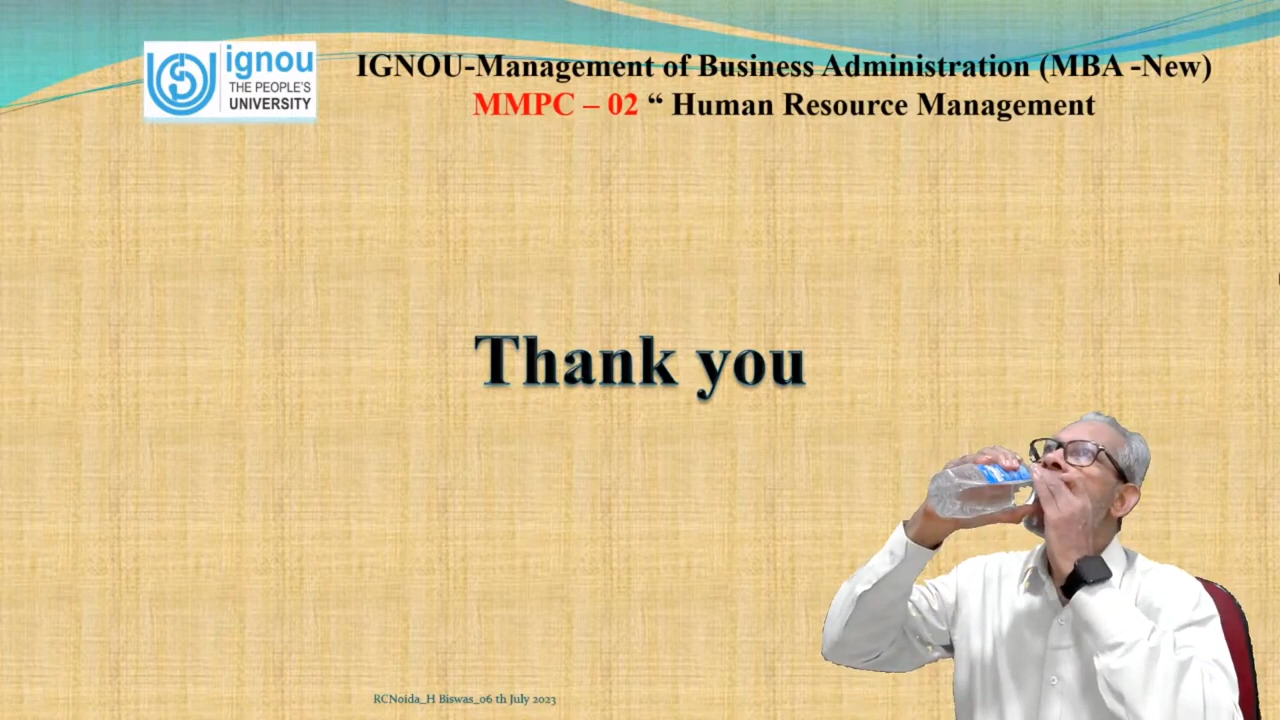 ignou
THE PEOPLE'S
UNIVERSITY
IGNOU-Management of Business Administration (MBA -New)
MMPC – 02 “ Human Resource Management
Thank you
RCNoida_H Biswas_06 th July 2023